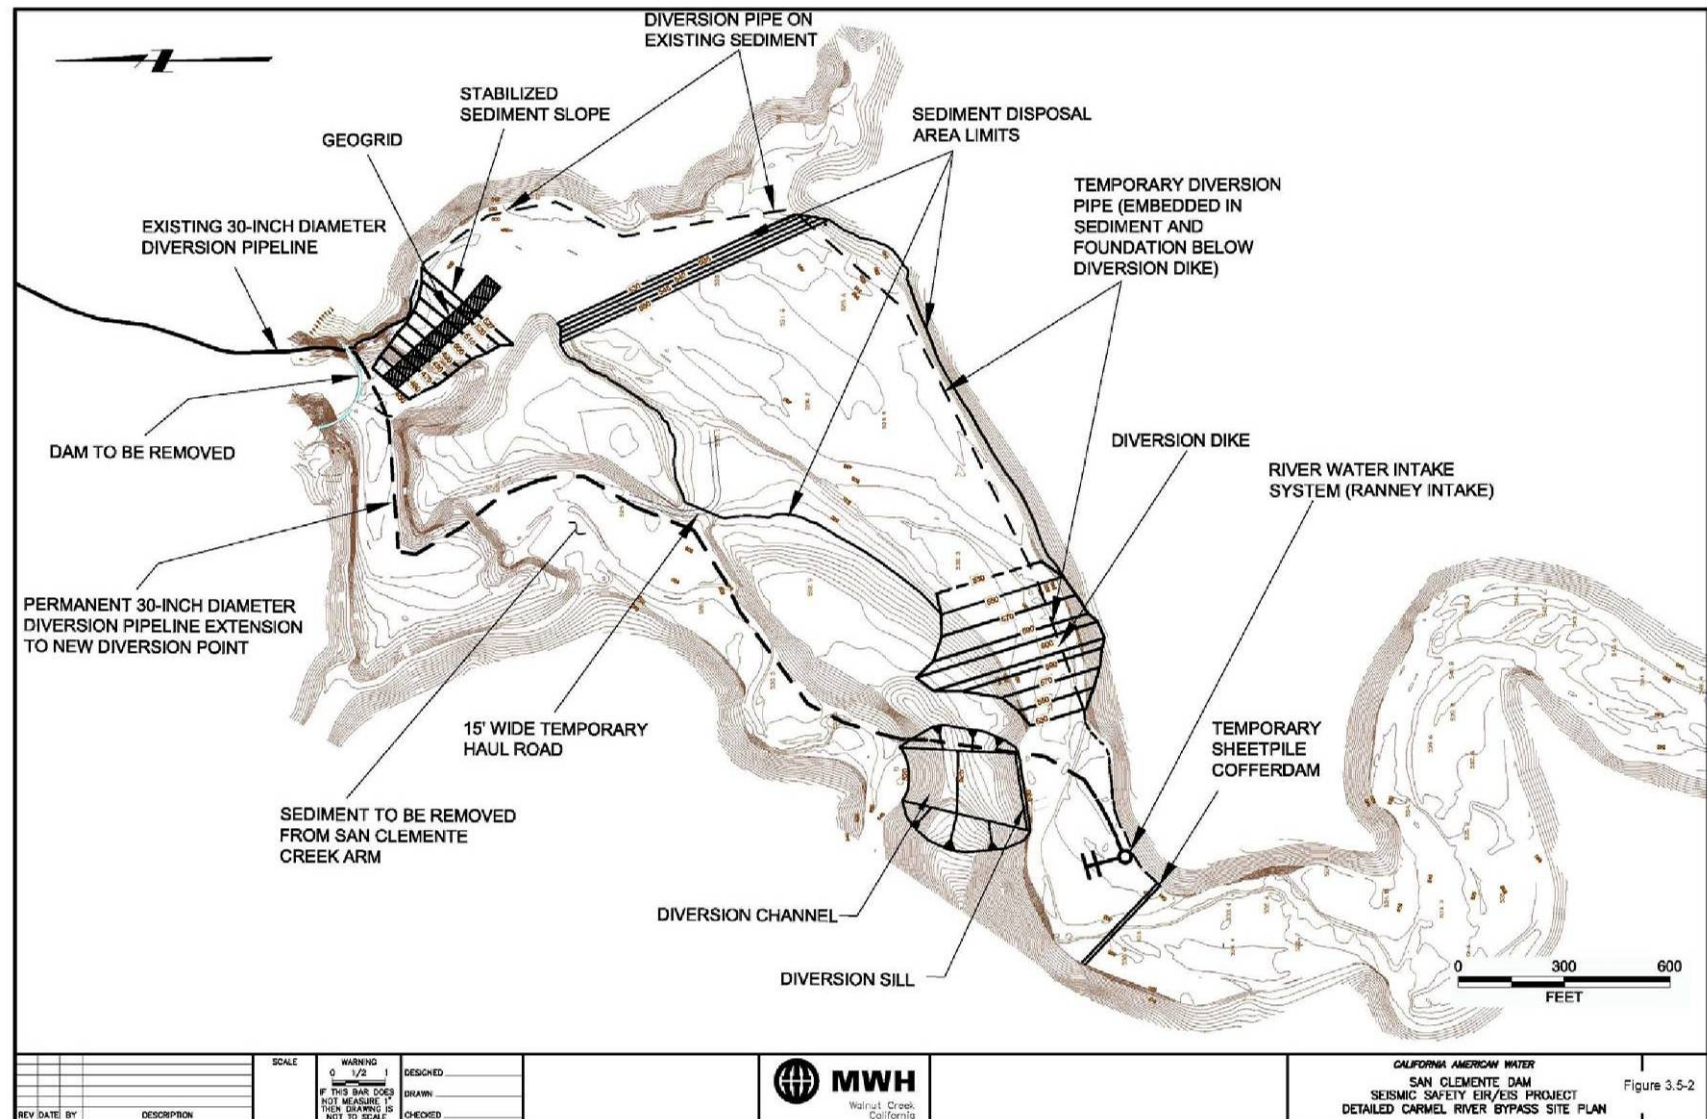 DIVERSION PIPE ON
EXISTING SEDIMENT
STABILIZED
SEDIMENT SLOPE
SEDIMENT DISPOSAL
AREA LIMITS
GEOGRID
TEMPORARY DIVERSION
PIPE (EMBEDDED IN
SEDIMENT AND
FOUNDATION BELOW
DIVERSION DIKE)
EXISTING 30-INCH DIAMETER
DIVERSION PIPELINE
DAM TO BE REMOVED
DIVERSION DIKE
RIVER WATER INTAKE
SYSTEM (RANNEY INTAKE)
PERMANENT 30-INCH DIAMETER
DIVERSION PIPELINE EXTENSION
TO NEW DIVERSION POINT
15' WIDE TEMPORARY
HAUL ROAD
TEMPORARY
SHEETPILE
COFFERDAM
SEDIMENT TO BE REMOVED
FROM SAN CLEMENTE
CREEK ARM
DIVERSION CHANNEL
DIVERSION SILL
0 300 600
FEET
REV DATE BY DESCRIPTION
SCALE
WARNING
0 1/2 1
IF THIS BAR DOES
NOT MEASURE 1"
THEN DRAWING IS
NOT TO SCALE
DESIGNED
DRAWN
CHECKED
MWH
Walnut Creek
California
CALIFORNIA AMERICAN WATER
SAN CLEMENTE DAM
SEISMIC SAFETY EIR/EIS PROJECT
DETAILED CARMEL RIVER BYPASS SITE PLAN
Figure 3.5-2